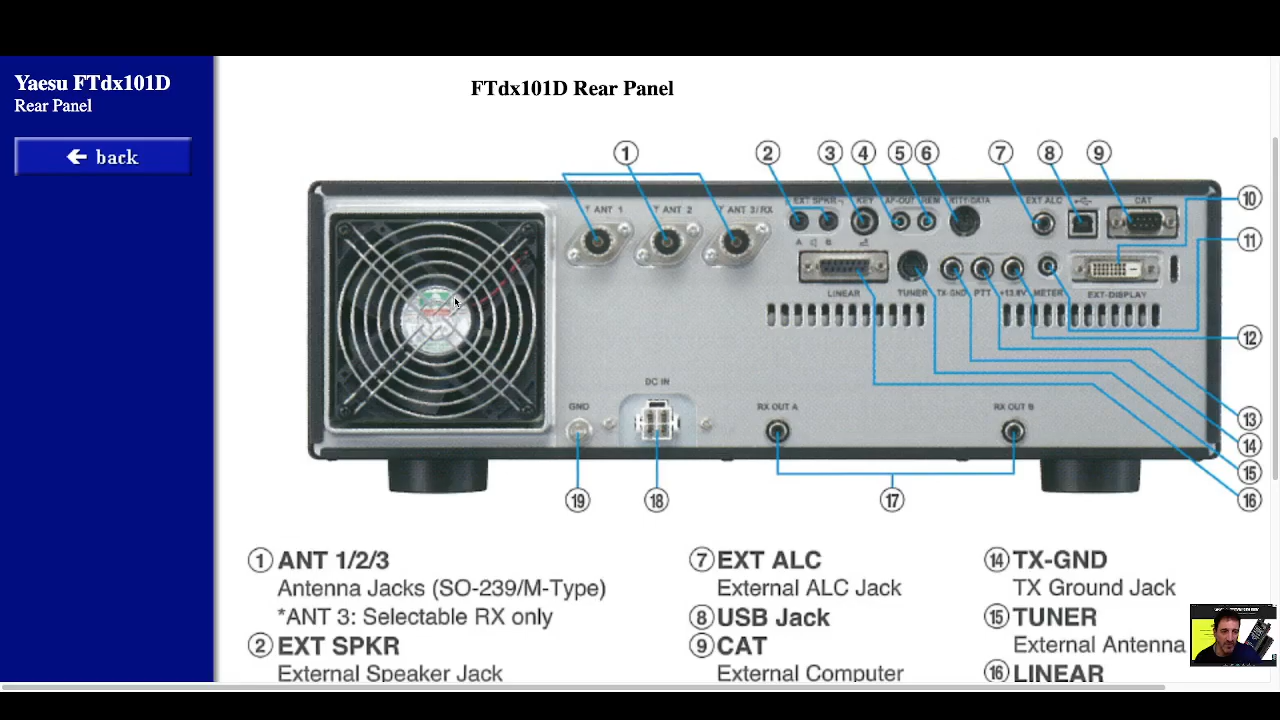 Yaesu FTdx101D
Rear Panel
back
FTdx101D Rear Panel
1 2 3 4 5 6 7 8 9
10
11
12
13
14
15
16
17
18
19
ANT 1 ANT 2 ANT 3/RX
EXT SPKR KEY AF-OUT REM RTTY/DATA EXT ALC CAT
A B
LINEAR TUNER TX-GND PTT +13.8V METER EXT-DISPLAY
DC IN
GND RX OUT A RX OUT B
1 ANT 1/2/3
Antenna Jacks (SO-239/M-Type)
*ANT 3: Selectable RX only
2 EXT SPKR
External Speaker Jack
7 EXT ALC
External ALC Jack
8 USB Jack
9 CAT
External Computer
14 TX-GND
TX Ground Jack
15 TUNER
External Antenna
16 LINEAR